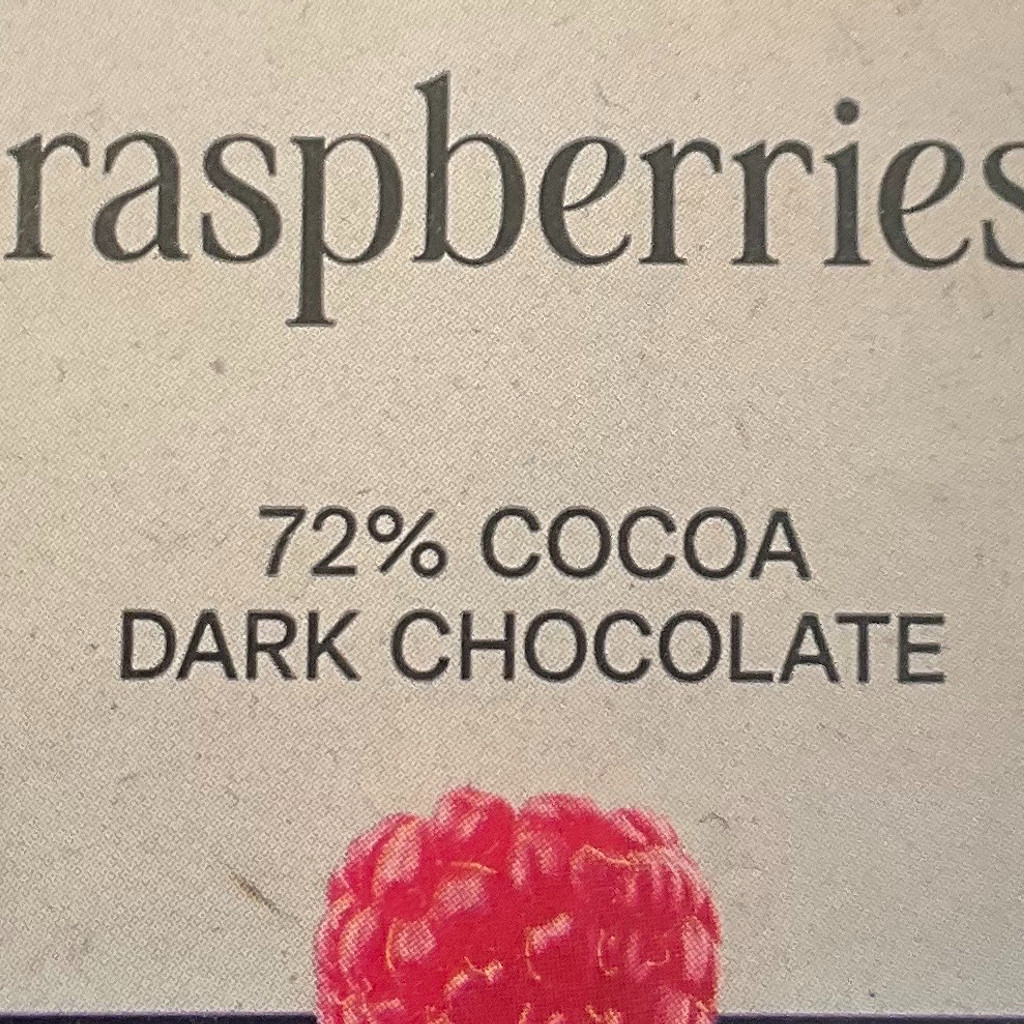 raspberries
72% COCOA
DARK CHOCOLATE